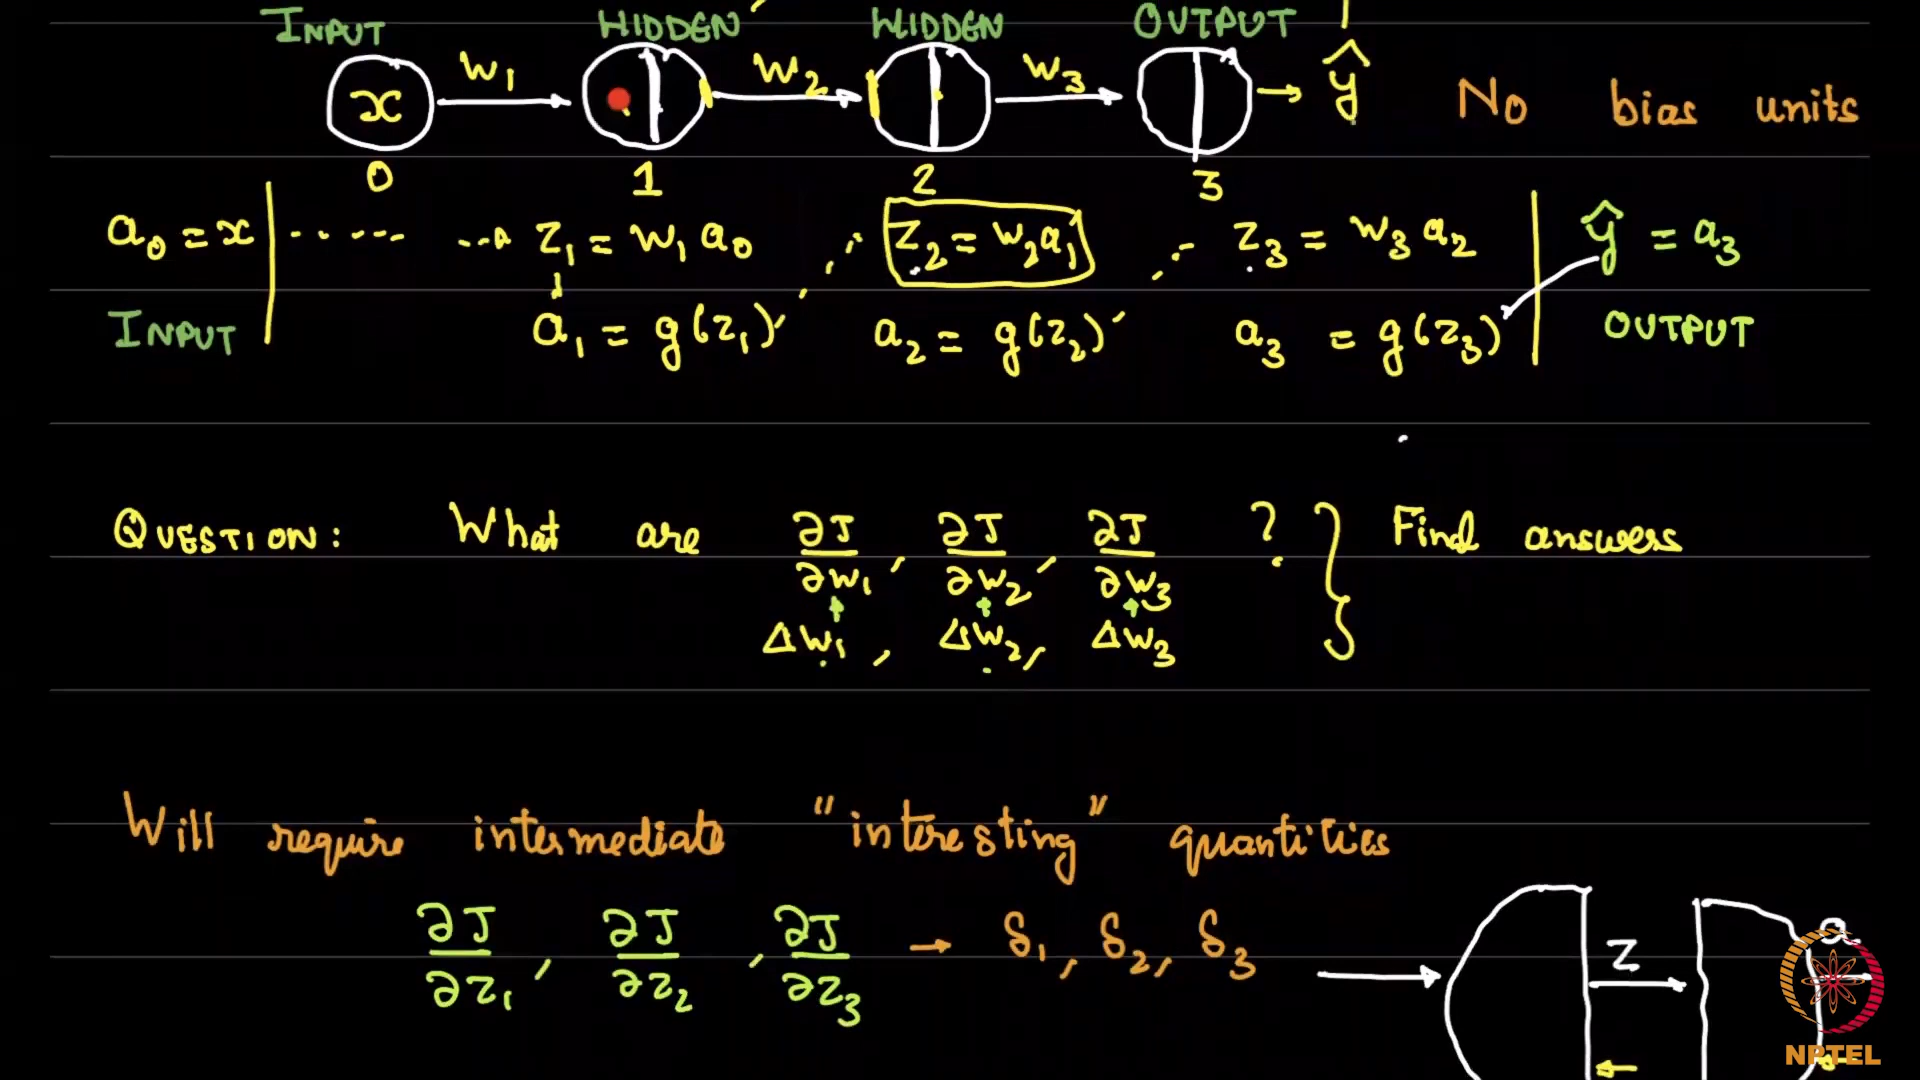 INPUT HIDDEN HIDDEN OUTPUT
x w₁ w₂ w₃ ŷ No bias units
0 1 2 3
a₀ = x z₁ = w₁ a₀ z₂ = w₂a₁ z₃ = w₃ a₂ ŷ = a₃
INPUT a₁ = g(z₁) a₂ = g(z₂) a₃ = g(z₃) OUTPUT
QUESTION: What are ∂J/∂w₁, ∂J/∂w₂, ∂J/∂w₃ ? } Find answers
Δw₁, Δw₂, Δw₃
Will require intermediate "interesting" quantities
∂J/∂z₁, ∂J/∂z₂, ∂J/∂z₃ → δ₁, δ₂, δ₃
z a
NPTEL